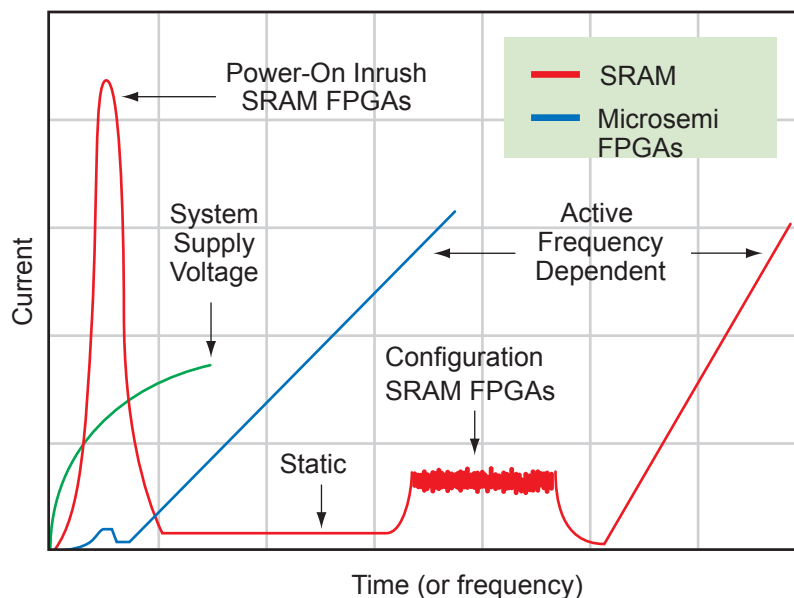 Power-On Inrush
SRAM FPGAs
SRAM
Microsemi
FPGAs
System
Supply
Voltage
Active
Frequency
Dependent
Current
Configuration
SRAM FPGAs
Static
Time (or frequency)